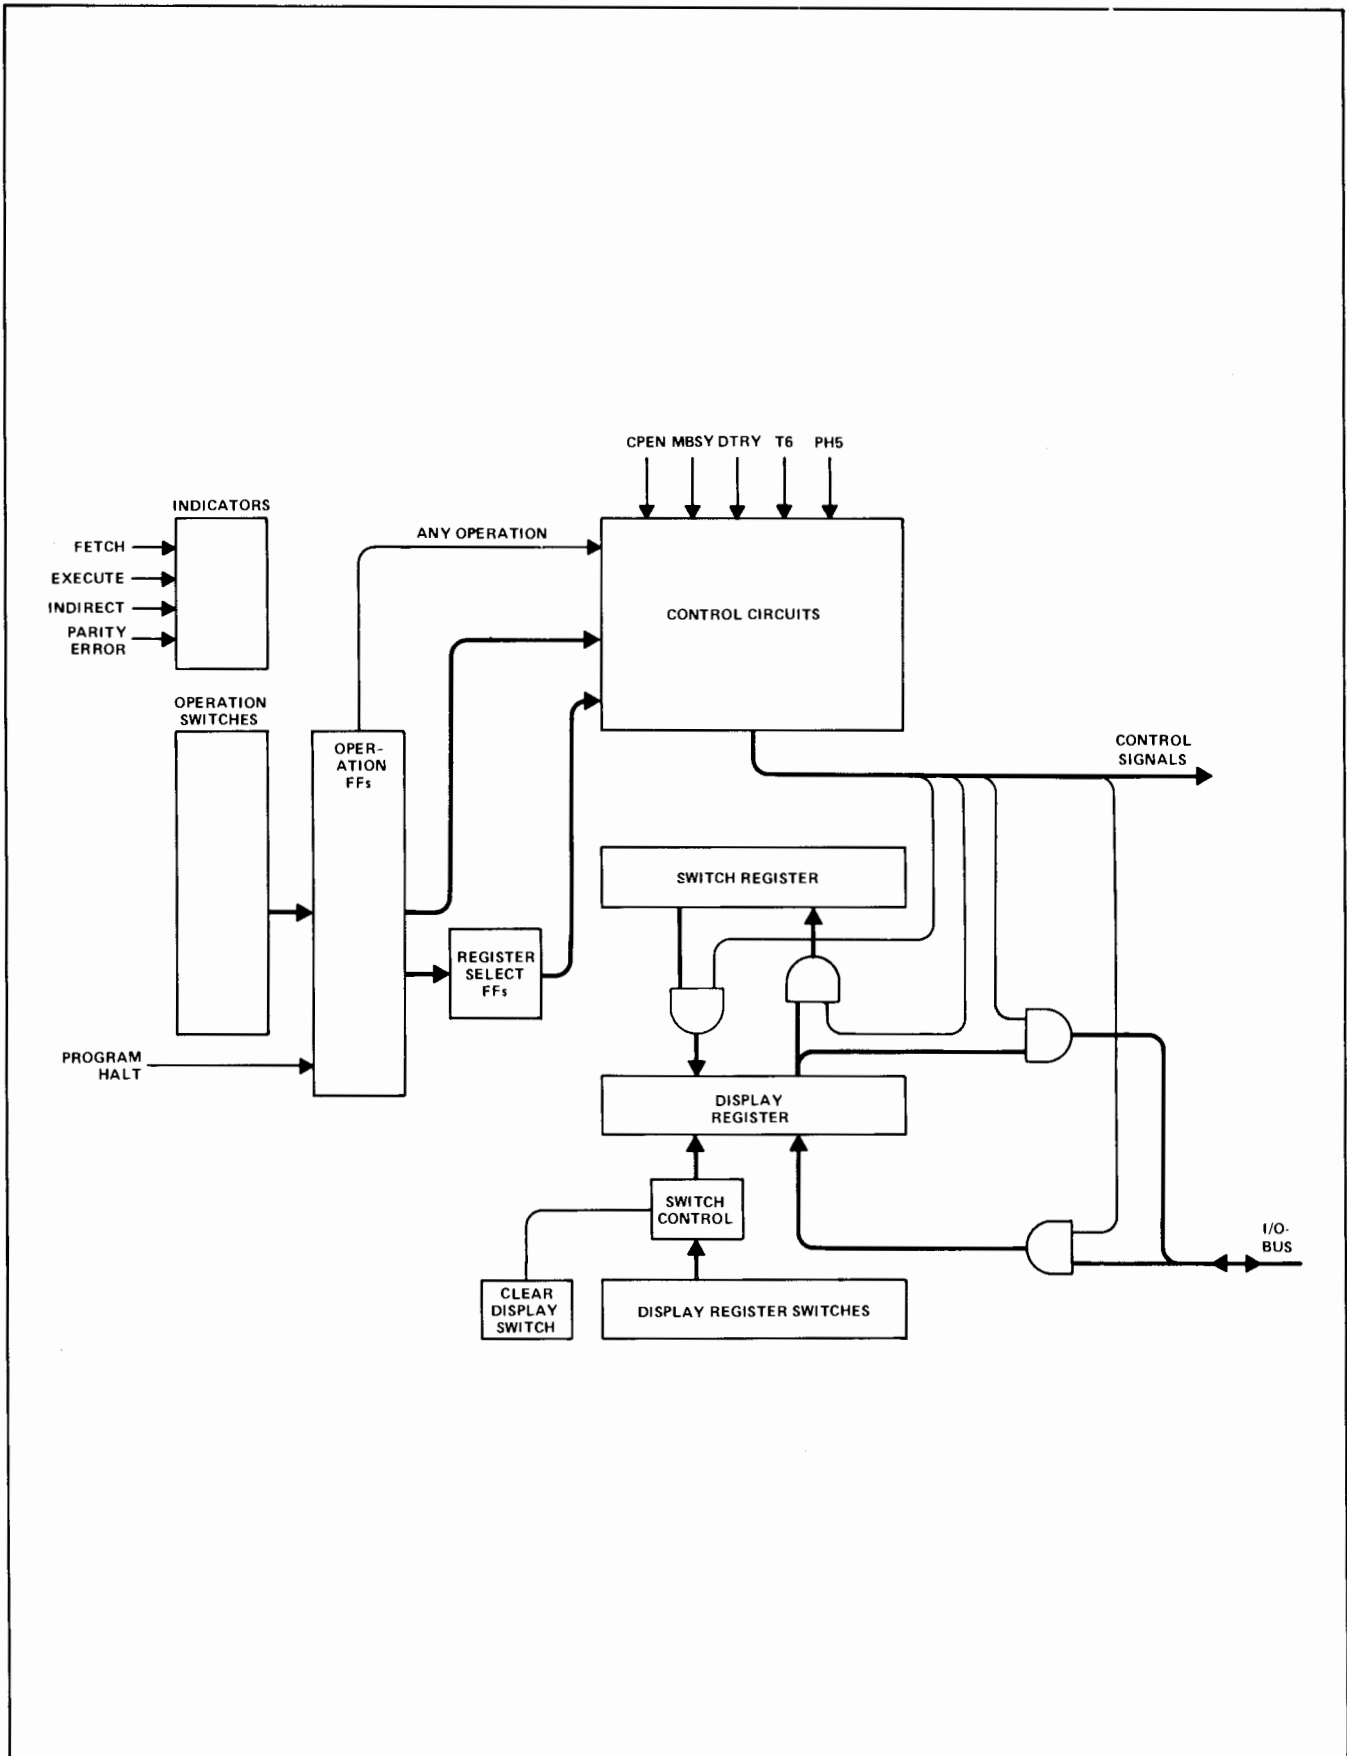 CPEN MBSY DTRY T6 PH5
INDICATORS
FETCH
EXECUTE
INDIRECT
PARITY
ERROR
ANY OPERATION
CONTROL CIRCUITS
OPERATION
SWITCHES
OPER-
ATION
FFs
CONTROL
SIGNALS
SWITCH REGISTER
REGISTER
SELECT
FFs
PROGRAM
HALT
DISPLAY
REGISTER
SWITCH
CONTROL
I/O-
BUS
CLEAR
DISPLAY
SWITCH
DISPLAY REGISTER SWITCHES